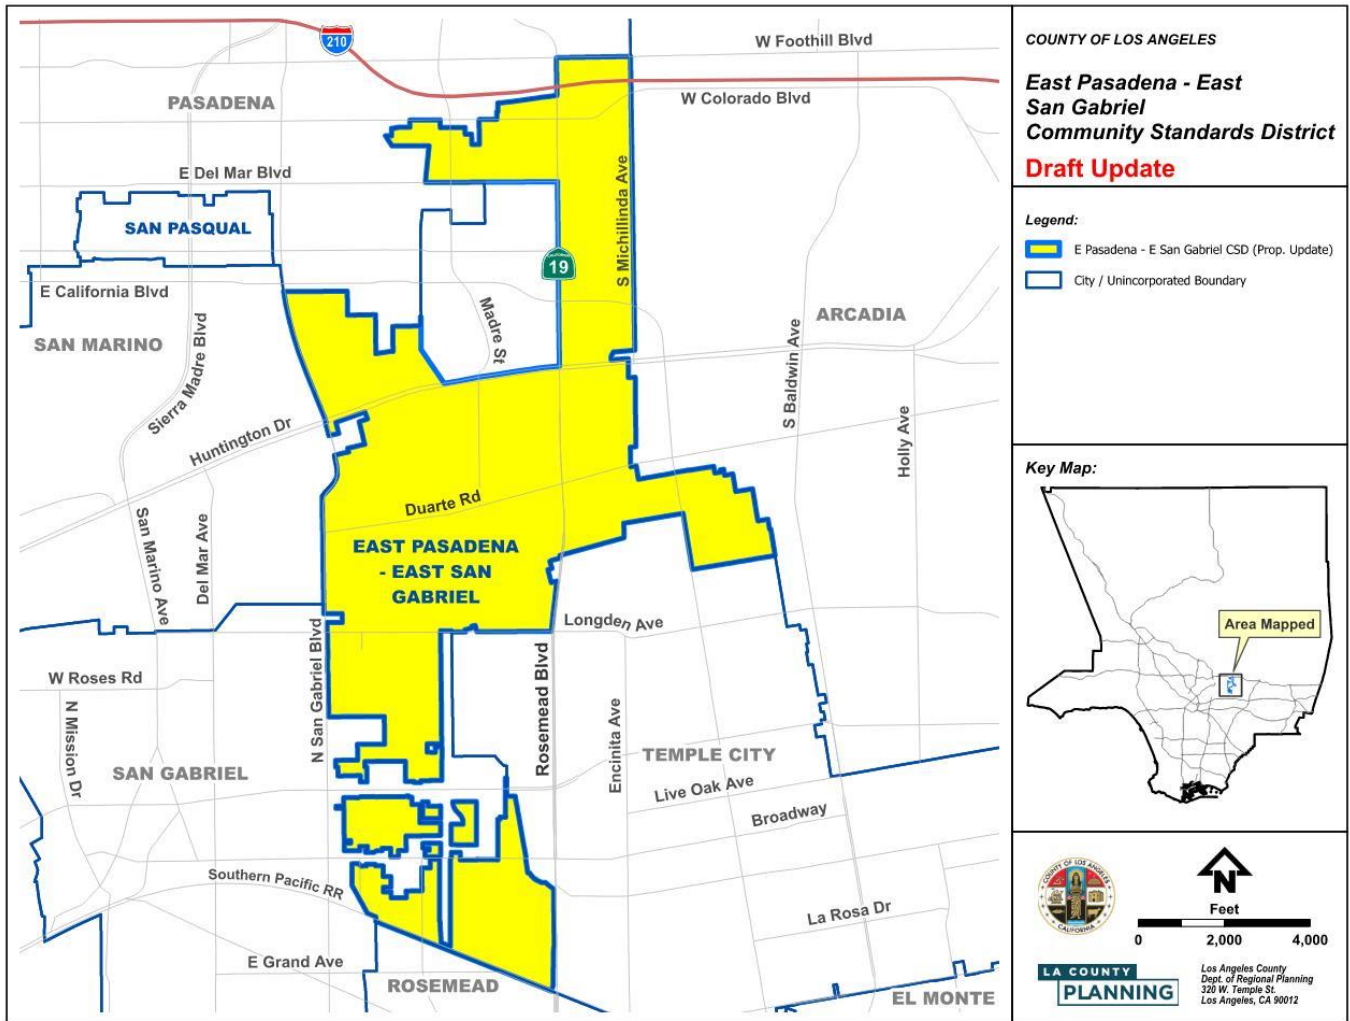 COUNTY OF LOS ANGELES
East Pasadena - East
San Gabriel
Community Standards District
Draft Update
Legend:
E Pasadena - E San Gabriel CSD (Prop. Update)
City / Unincorporated Boundary
Key Map:
Area Mapped
COUNTY OF LOS ANGELES
CALIFORNIA
N
Feet
0 2,000 4,000
LA COUNTY
PLANNING
Los Angeles County
Dept. of Regional Planning
320 W. Temple St.
Los Angeles, CA 90012
210
W Foothill Blvd
W Colorado Blvd
PASADENA
E Del Mar Blvd
SAN PASQUAL
S Michillinda Ave
CALIFORNIA
19
E California Blvd
SAN MARINO
Sierra Madre Blvd
Madre St
ARCADIA
S Baldwin Ave
Holly Ave
Huntington Dr
Duarte Rd
San Marino Ave
Del Mar Ave
EAST PASADENA
- EAST SAN
GABRIEL
Longden Ave
N San Gabriel Blvd
Rosemead Blvd
W Roses Rd
N Mission Dr
Encinita Ave
TEMPLE CITY
SAN GABRIEL
Live Oak Ave
Broadway
Southern Pacific RR
La Rosa Dr
E Grand Ave
ROSEMEAD
EL MONTE